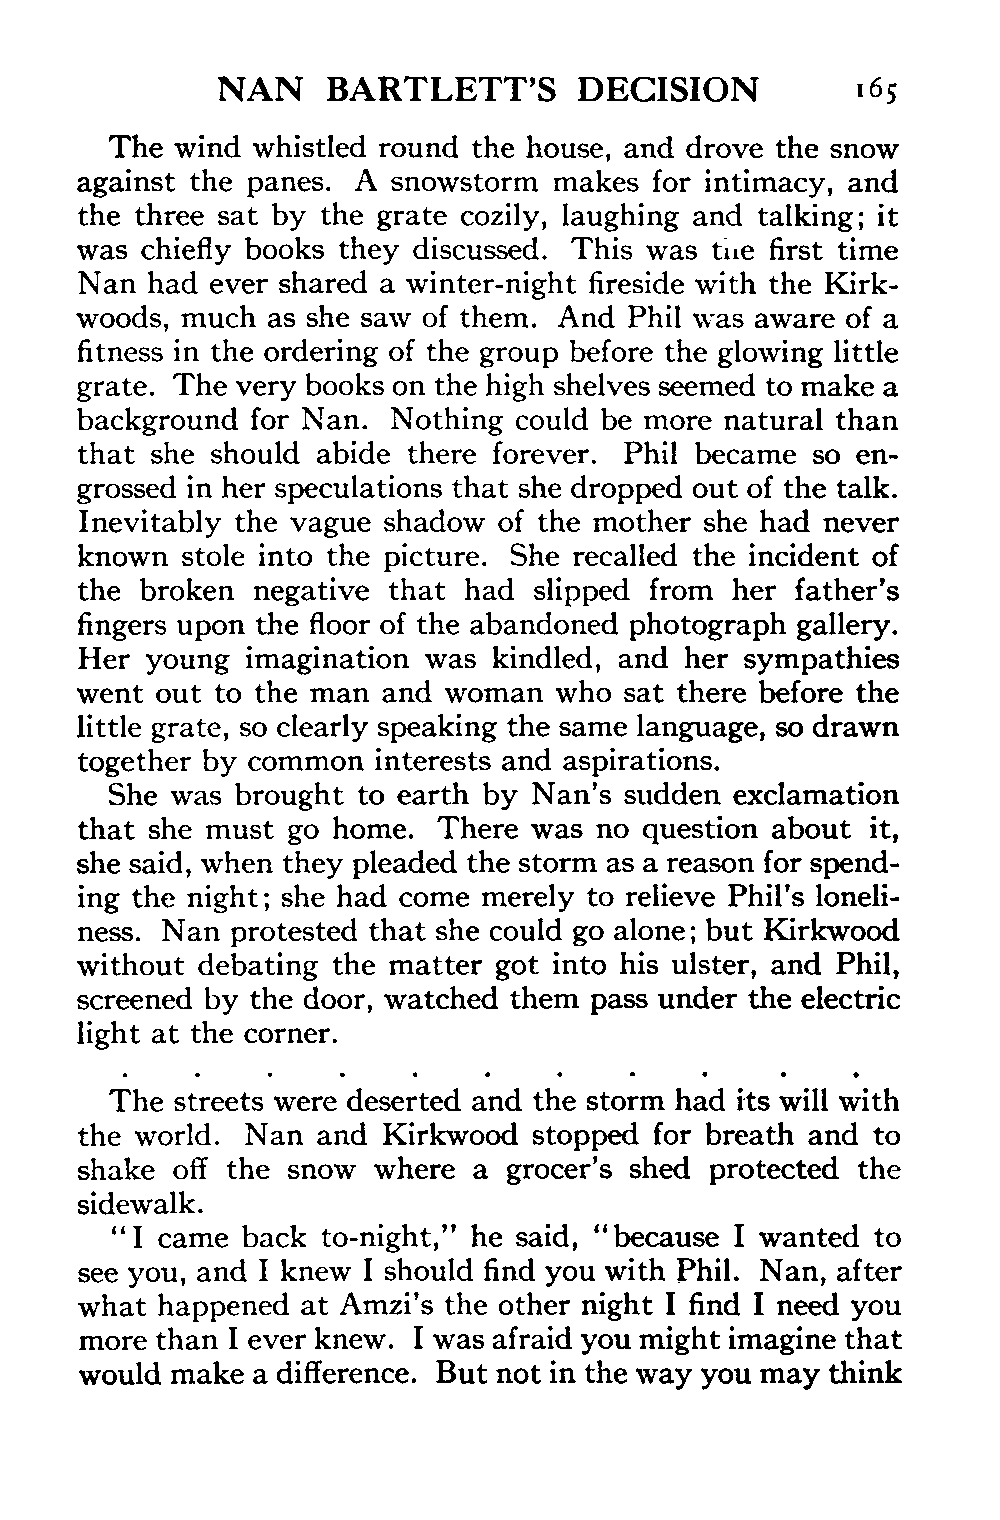 NAN BARTLETT'S DECISION 165
The wind whistled round the house, and drove the snow
against the panes. A snowstorm makes for intimacy, and
the three sat by the grate cozily, laughing and talking; it
was chiefly books they discussed. This was the first time
Nan had ever shared a winter-night fireside with the Kirk-
woods, much as she saw of them. And Phil was aware of a
fitness in the ordering of the group before the glowing little
grate. The very books on the high shelves seemed to make a
background for Nan. Nothing could be more natural than
that she should abide there forever. Phil became so en-
grossed in her speculations that she dropped out of the talk.
Inevitably the vague shadow of the mother she had never
known stole into the picture. She recalled the incident of
the broken negative that had slipped from her father's
fingers upon the floor of the abandoned photograph gallery.
Her young imagination was kindled, and her sympathies
went out to the man and woman who sat there before the
little grate, so clearly speaking the same language, so drawn
together by common interests and aspirations.
She was brought to earth by Nan's sudden exclamation
that she must go home. There was no question about it,
she said, when they pleaded the storm as a reason for spend-
ing the night; she had come merely to relieve Phil's loneli-
ness. Nan protested that she could go alone; but Kirkwood
without debating the matter got into his ulster, and Phil,
screened by the door, watched them pass under the electric
light at the corner.
. . . . . . . . . . .
The streets were deserted and the storm had its will with
the world. Nan and Kirkwood stopped for breath and to
shake off the snow where a grocer's shed protected the
sidewalk.
"I came back to-night," he said, "because I wanted to
see you, and I knew I should find you with Phil. Nan, after
what happened at Amzi's the other night I find I need you
more than I ever knew. I was afraid you might imagine that
would make a difference. But not in the way you may think